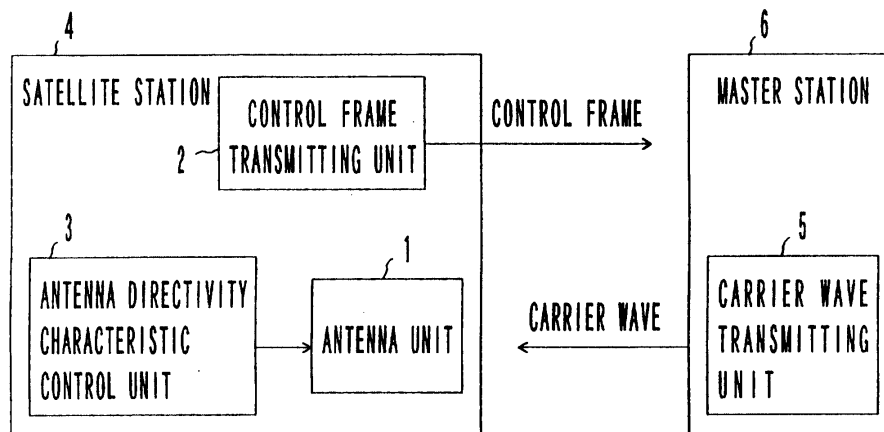 4
SATELLITE STATION
CONTROL FRAME
TRANSMITTING UNIT
2
CONTROL FRAME
6
MASTER STATION
3
ANTENNA DIRECTIVITY
CHARACTERISTIC
CONTROL UNIT
1
ANTENNA UNIT
CARRIER WAVE
5
CARRIER WAVE
TRANSMITTING
UNIT